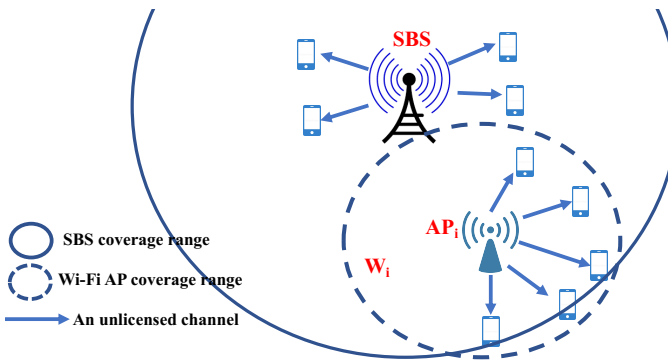 SBS
APi
Wi
SBS coverage range
Wi-Fi AP coverage range
An unlicensed channel